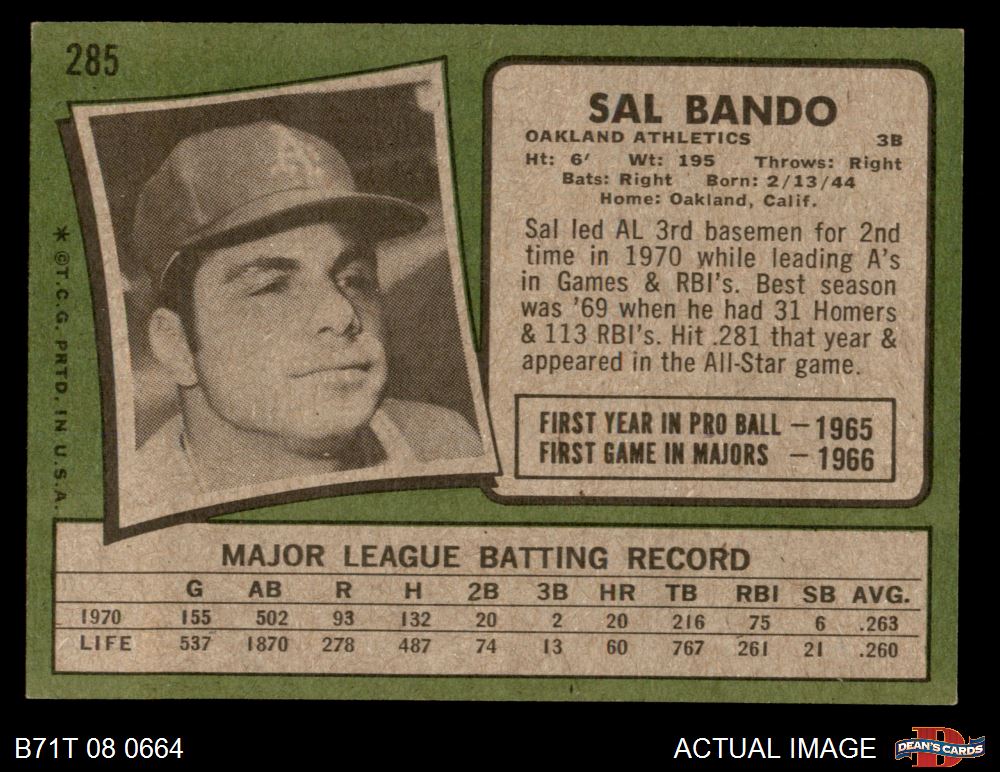 285
SAL BANDO
OAKLAND ATHLETICS 3B
Ht: 6' Wt: 195 Throws: Right
Bats: Right Born: 2/13/44
Home: Oakland, Calif.
Sal led AL 3rd basemen for 2nd
time in 1970 while leading A's
in Games & RBI's. Best season
was '69 when he had 31 Homers
& 113 RBI's. Hit .281 that year &
appeared in the All-Star game.
FIRST YEAR IN PRO BALL — 1965
FIRST GAME IN MAJORS — 1966
A
* © T.C.G. PRTD. IN U.S.A.
MAJOR LEAGUE BATTING RECORD
G AB R H 2B 3B HR TB RBI SB AVG.
1970 155 502 93 132 20 2 20 216 75 6 .263
LIFE 537 1870 278 487 74 13 60 767 261 21 .260
B71T 08 0664
ACTUAL IMAGE
D
DEAN'S CARDS